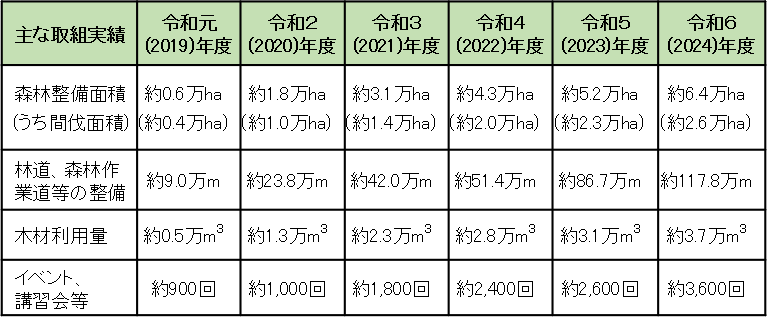 主な取組実績 令和元(2019)年度 令和2(2020)年度 令和3(2021)年度 令和4(2022)年度 令和5(2023)年度 令和6(2024)年度
森林整備面積 約0.6万ha 約1.8万ha 約3.1万ha 約4.3万ha 約5.2万ha 約6.4万ha
(うち間伐面積) (約0.4万ha) (約1.0万ha) (約1.4万ha) (約2.0万ha) (約2.3万ha) (約2.6万ha)
林道、森林作業道等の整備 約9.0万m 約23.8万m 約42.0万m 約51.4万m 約86.7万m 約117.8万m
木材利用量 約0.5万m³ 約1.3万m³ 約2.3万m³ 約2.8万m³ 約3.1万m³ 約3.7万m³
イベント、講習会等 約900回 約1,000回 約1,800回 約2,400回 約2,600回 約3,600回